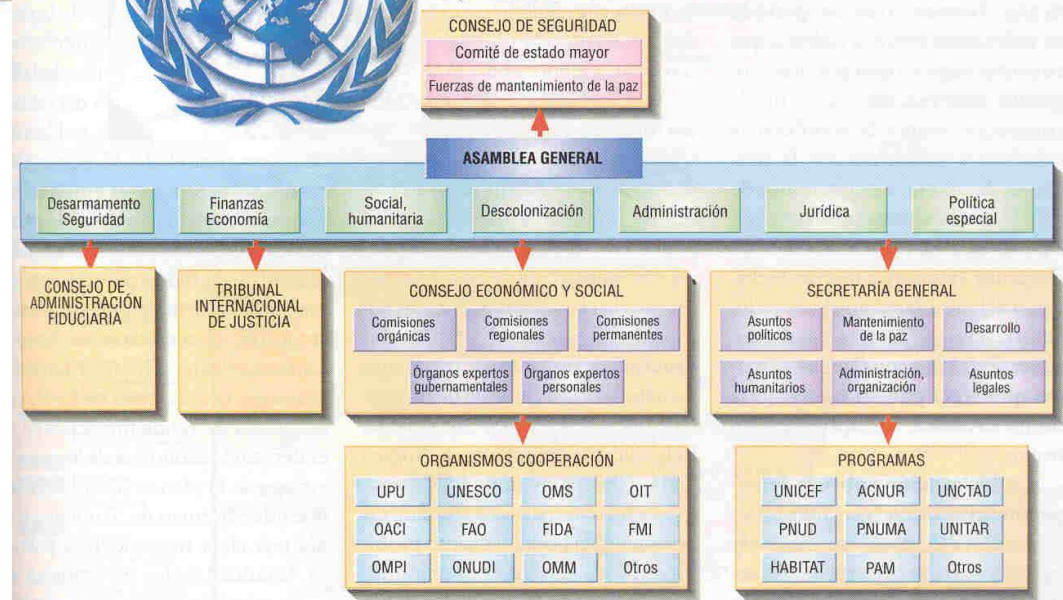 CONSEJO DE SEGURIDAD
Comité de estado mayor
Fuerzas de mantenimiento de la paz
ASAMBLEA GENERAL
Desarmamento
Seguridad
Finanzas
Economía
Social,
humanitaria
Descolonización
Administración
Jurídica
Política
especial
CONSEJO DE
ADMINISTRACIÓN
FIDUCIARIA
TRIBUNAL
INTERNACIONAL
DE JUSTICIA
CONSEJO ECONÓMICO Y SOCIAL
Comisiones
orgánicas
Comisiones
regionales
Comisiones
permanentes
Órganos expertos
gubernamentales
Órganos expertos
personales
SECRETARÍA GENERAL
Asuntos
políticos
Mantenimiento
de la paz
Desarrollo
Asuntos
humanitarios
Administración,
organización
Asuntos
legales
ORGANISMOS COOPERACIÓN
UPU
UNESCO
OMS
OIT
OACI
FAO
FIDA
FMI
OMPI
ONUDI
OMM
Otros
PROGRAMAS
UNICEF
ACNUR
UNCTAD
PNUD
PNUMA
UNITAR
HABITAT
PAM
Otros